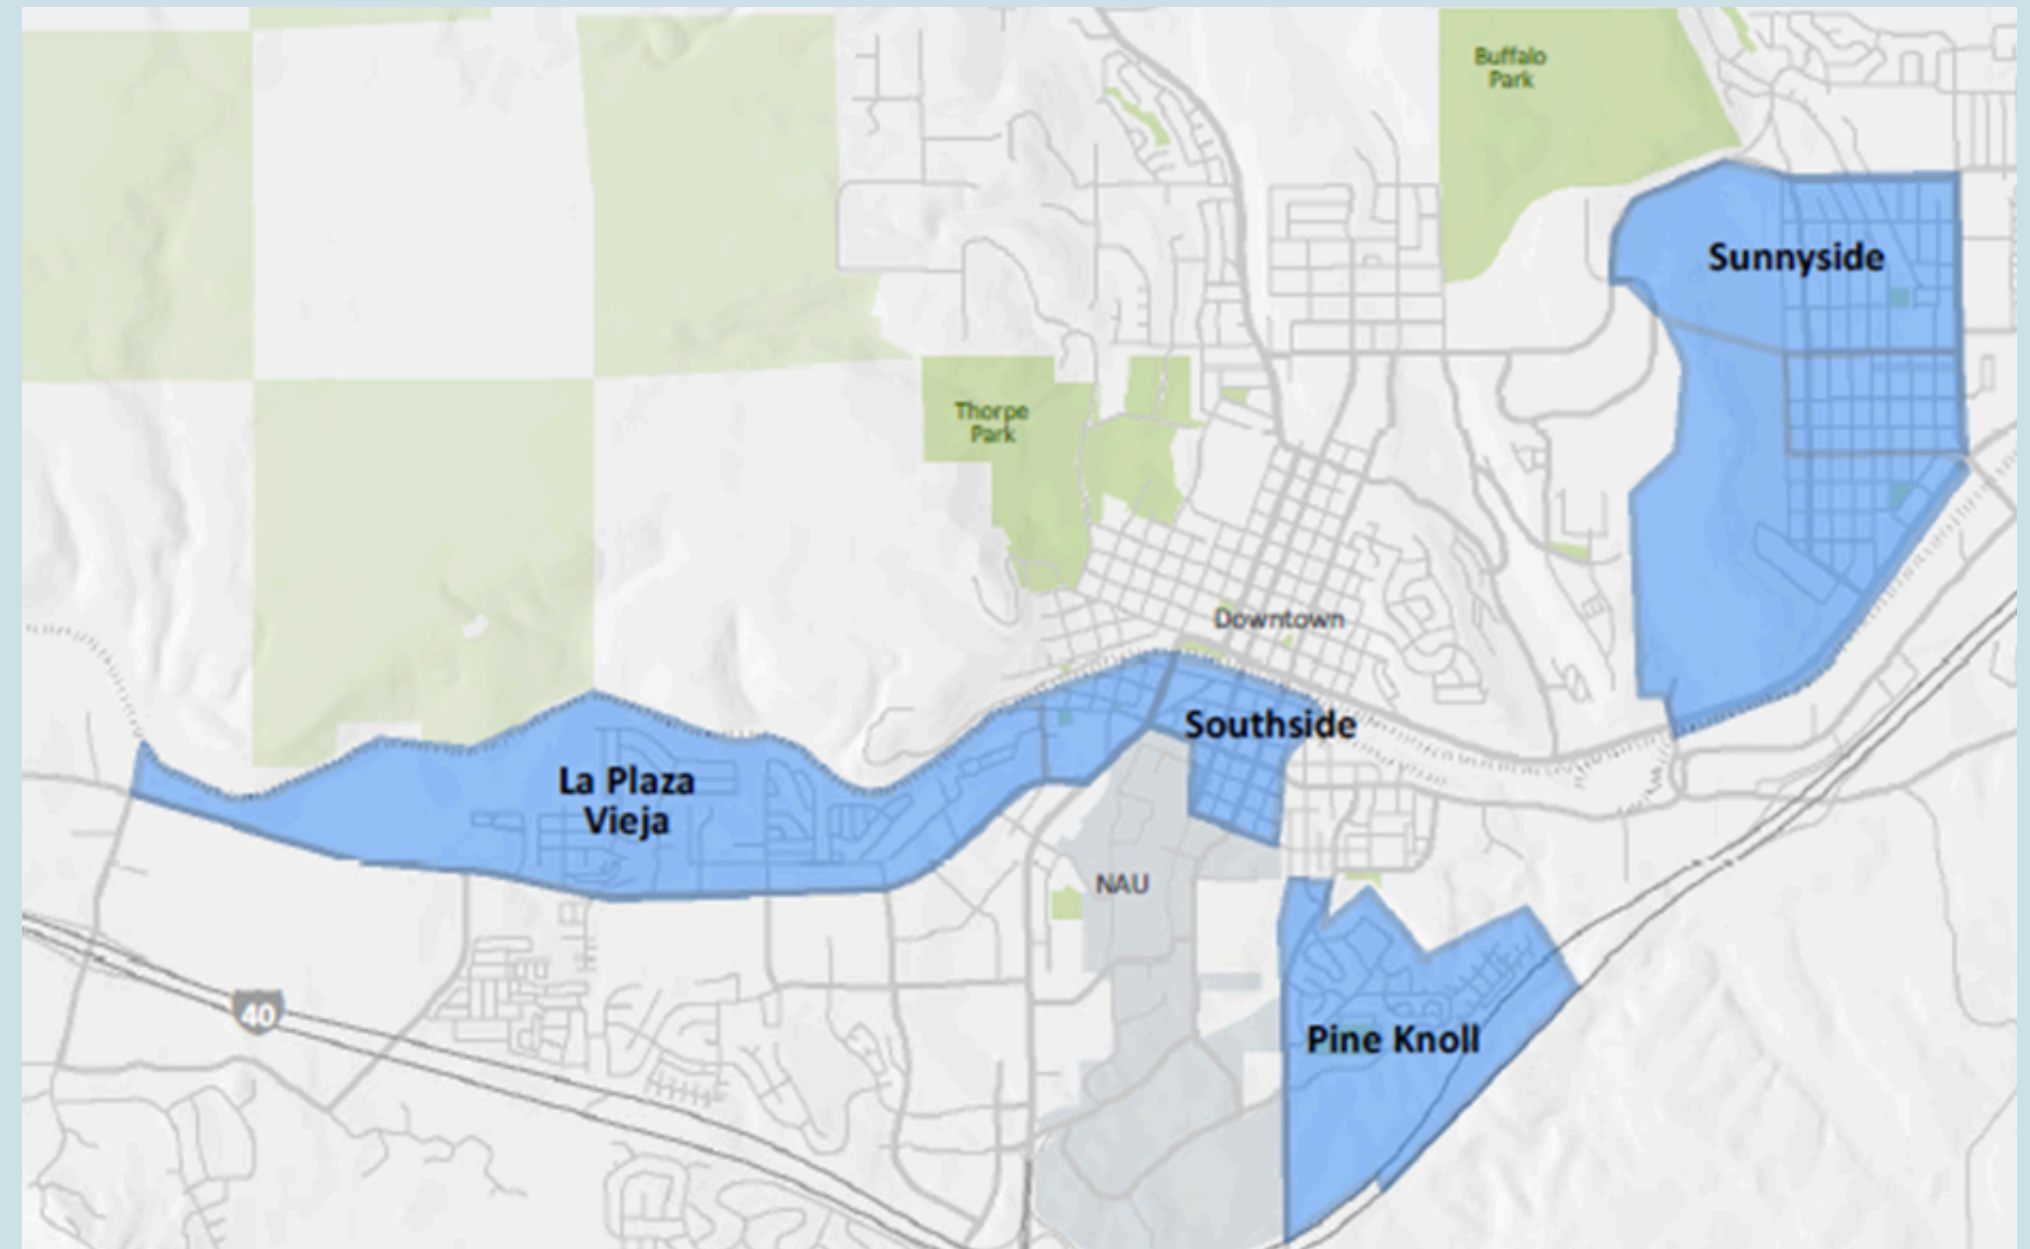 Buffalo
Park
Sunnyside
Thorpe
Park
Downtown
Southside
La Plaza
Vieja
NAU
40
Pine Knoll